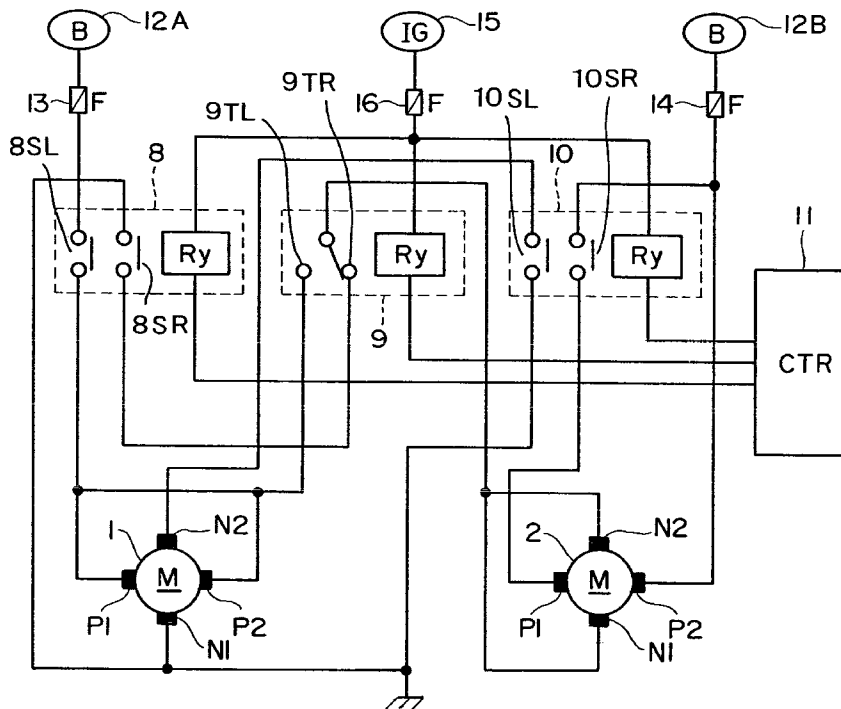 B 12A
IG 15
B 12B
13 F
9TL 9TR
16 F
10SL 10SR
14 F
8SL 8
10
11
Ry
Ry
Ry
8SR
9
CTR
1 N2
2 N2
M
M
P1 P2
P1 P2
N1
N1